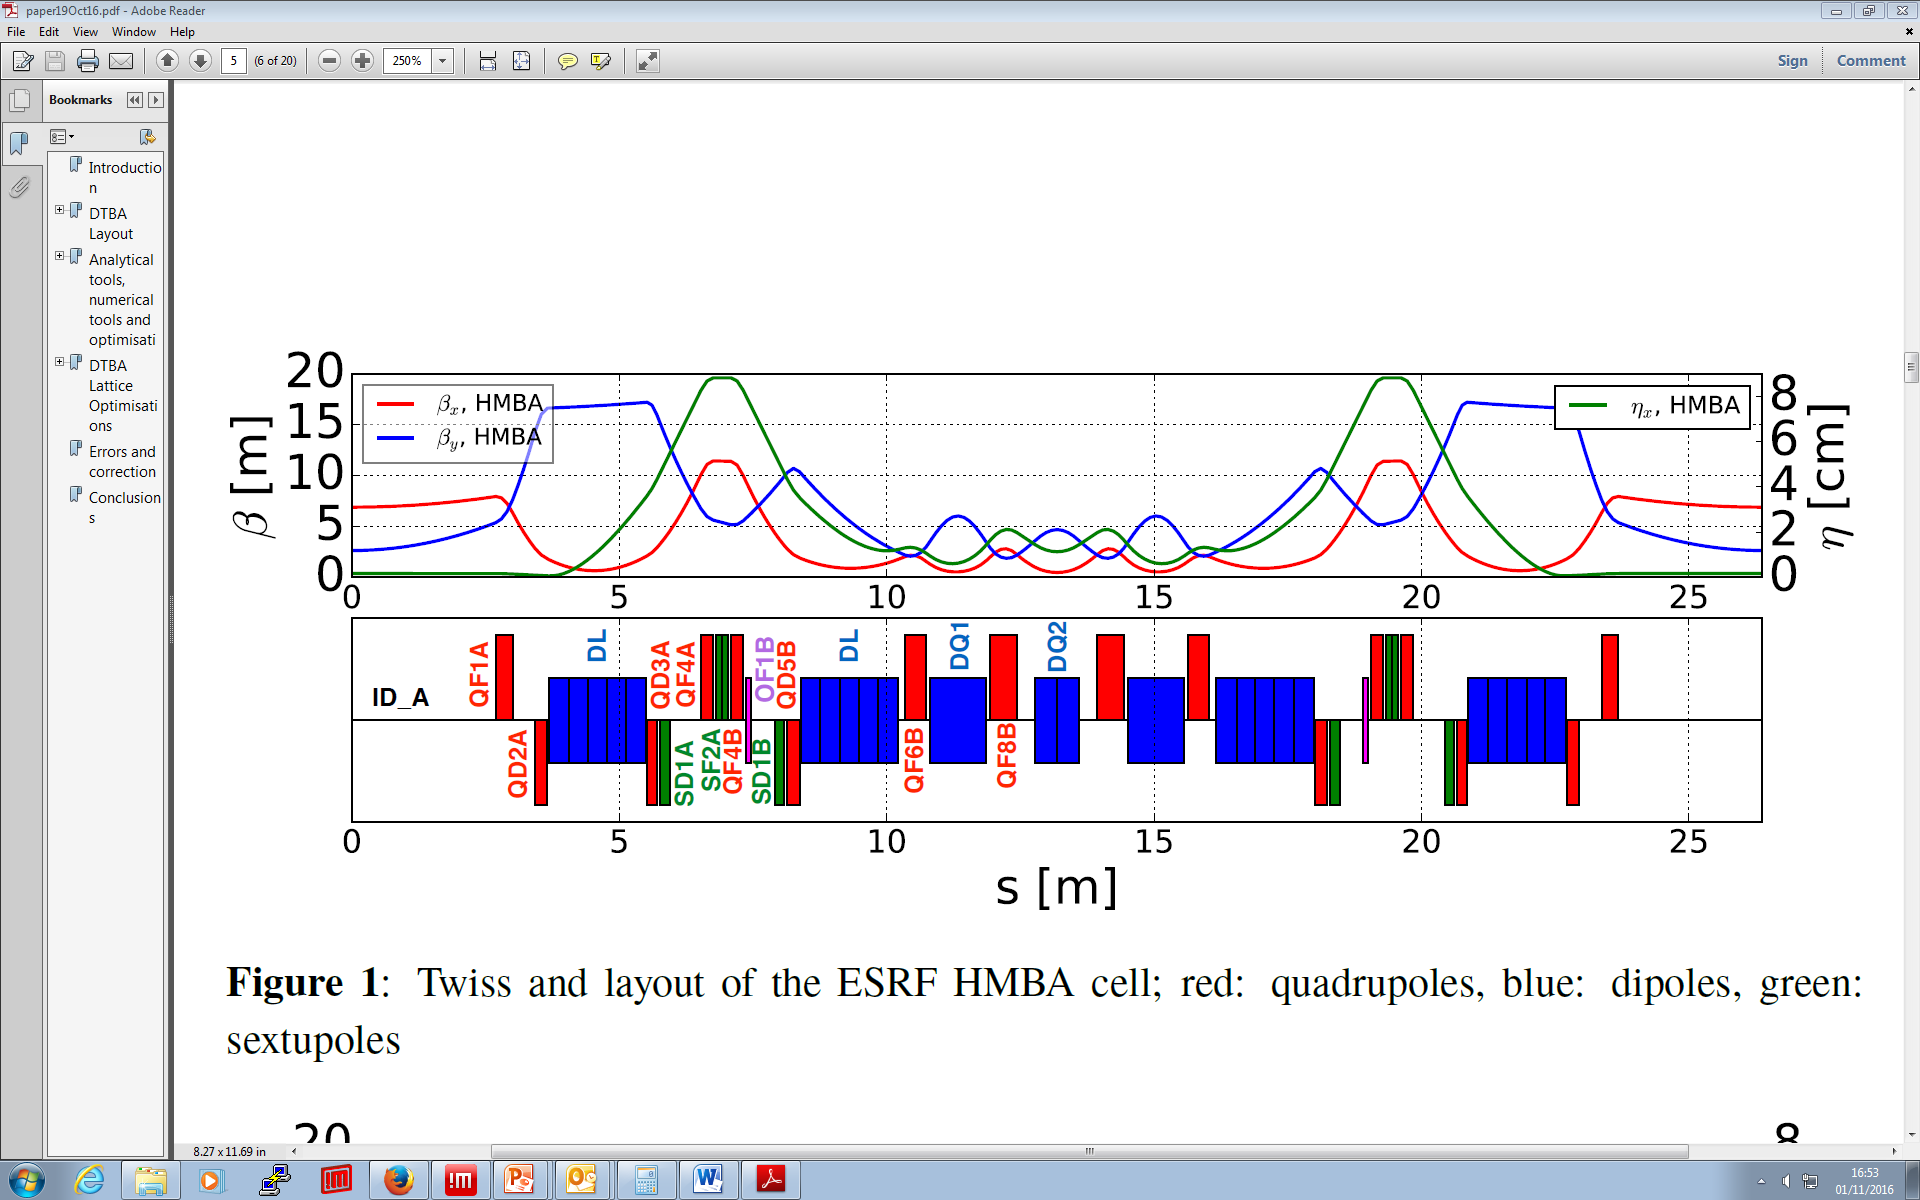 paper19Oct16.pdf - Adobe Reader
File Edit View Window Help
5 (6 of 20) 250% Sign Comment
Bookmarks
Introductio
n
DTBA
Layout
Analytical
tools,
numerical
tools and
optimisati
DTBA
Lattice
Optimisati
ons
Errors and
correction
Conclusion
s
20
15
10
5
0
β [m]
βx, HMBA
βy, HMBA
ηx, HMBA
8
6
4
2
0
η [cm]
0 5 10 15 20 25
ID_A
QF1A
QD2A
DL
QD3A
SD1A
QF4A
SF2A
QF4B
OF1B
SD1B
QD5B
DL
QF6B
DQ1
QF8B
DQ2
0 5 10 15 20 25
s [m]
Figure 1: Twiss and layout of the ESRF HMBA cell; red: quadrupoles, blue: dipoles, green:
sextupoles
20 8
8.27 x 11.69 in
16:53
01/11/2016